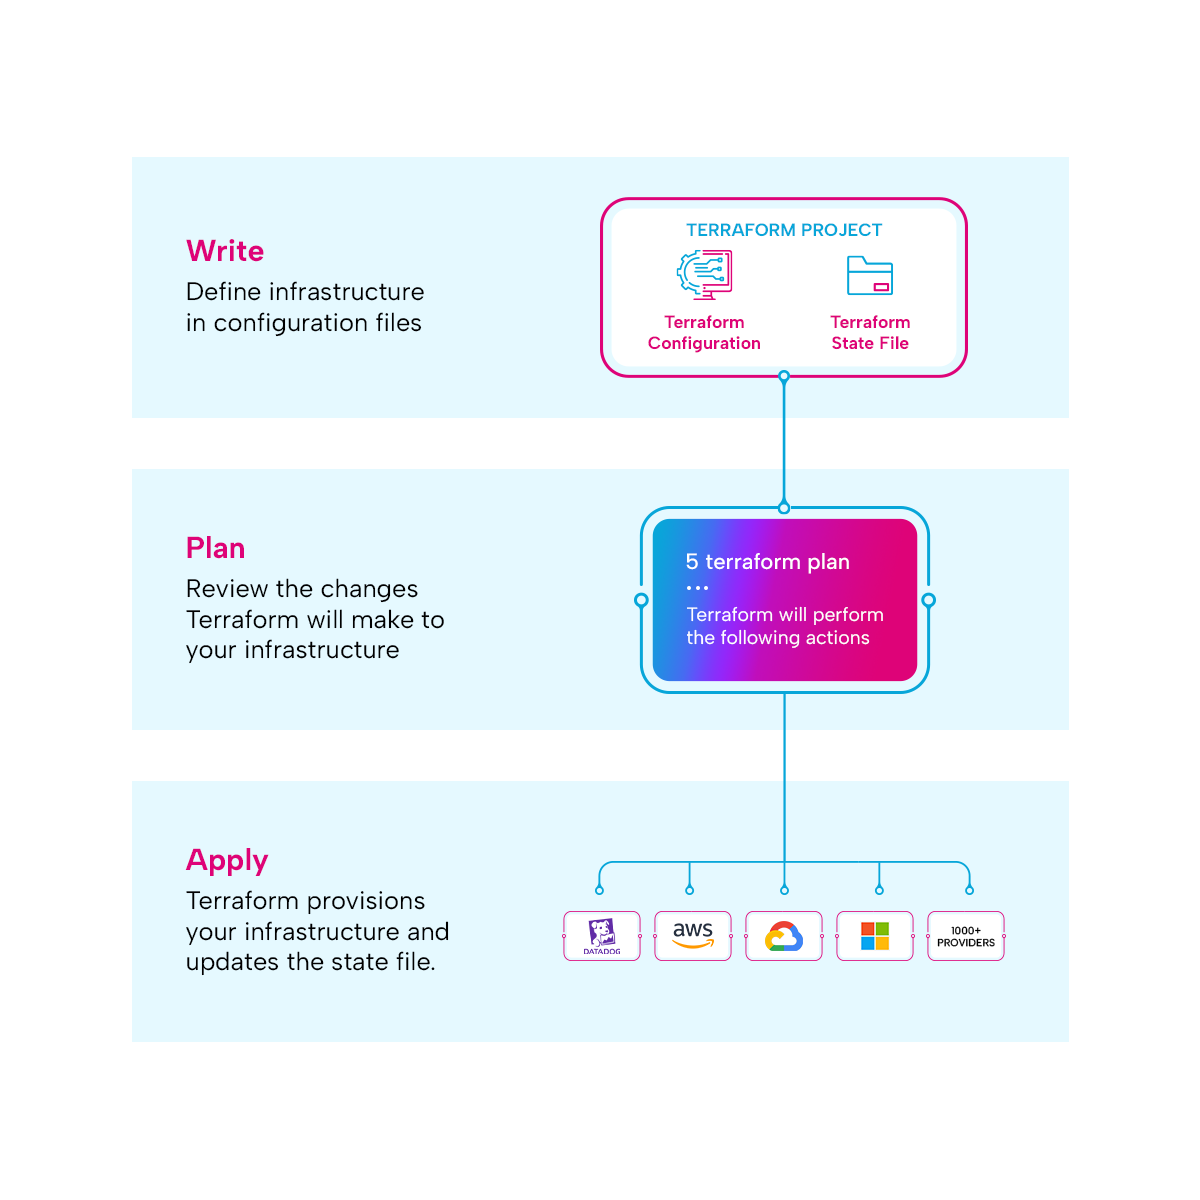 Write
Define infrastructure
in configuration files
TERRAFORM PROJECT
Terraform
Configuration
Terraform
State File
Plan
Review the changes
Terraform will make to
your infrastructure
5 terraform plan
...
Terraform will perform
the following actions
Apply
Terraform provisions
your infrastructure and
updates the state file.
DATADOG
aws
1000+
PROVIDERS